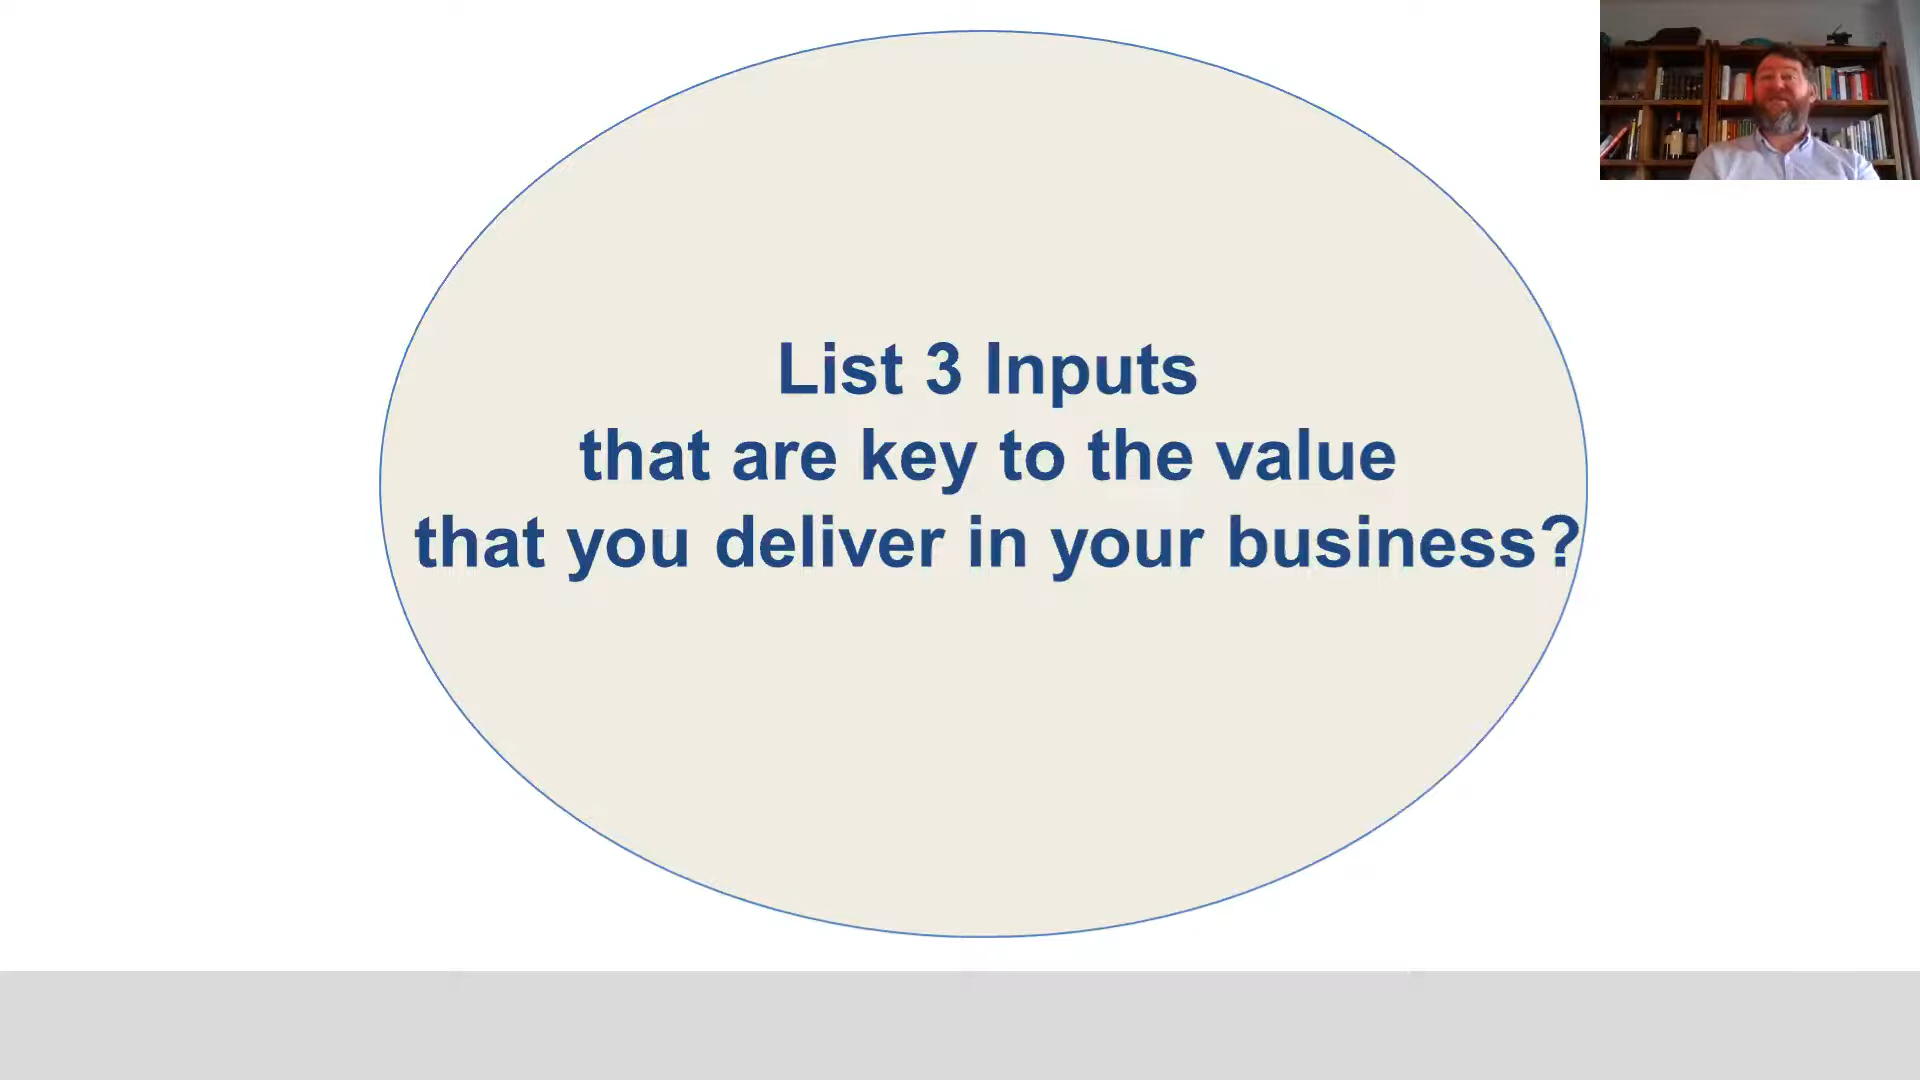 List 3 Inputs
that are key to the value
that you deliver in your business?